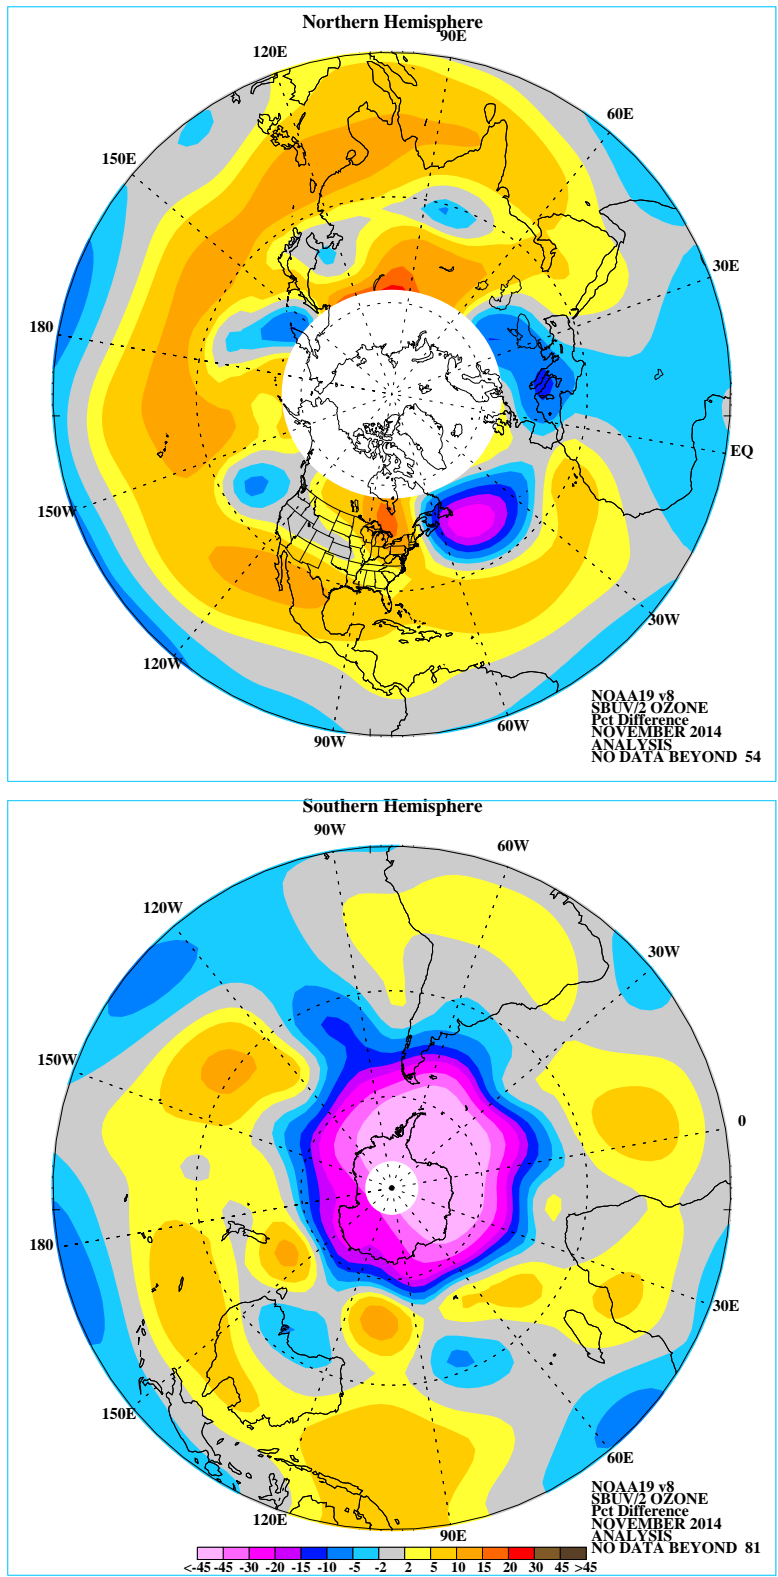 Northern Hemisphere
90E
120E
60E
150E
30E
180
EQ
150W
30W
120W
60W
90W
NOAA19 v8
SBUV/2 OZONE
Pct Difference
NOVEMBER 2014
ANALYSIS
NO DATA BEYOND 54
Southern Hemisphere
90W
60W
120W
30W
150W
0
180
30E
150E
60E
120E
90E
NOAA19 v8
SBUV/2 OZONE
Pct Difference
NOVEMBER 2014
ANALYSIS
NO DATA BEYOND 81
<-45 -45 -30 -20 -15 -10 -5 -2 2 5 10 15 20 30 45 >45